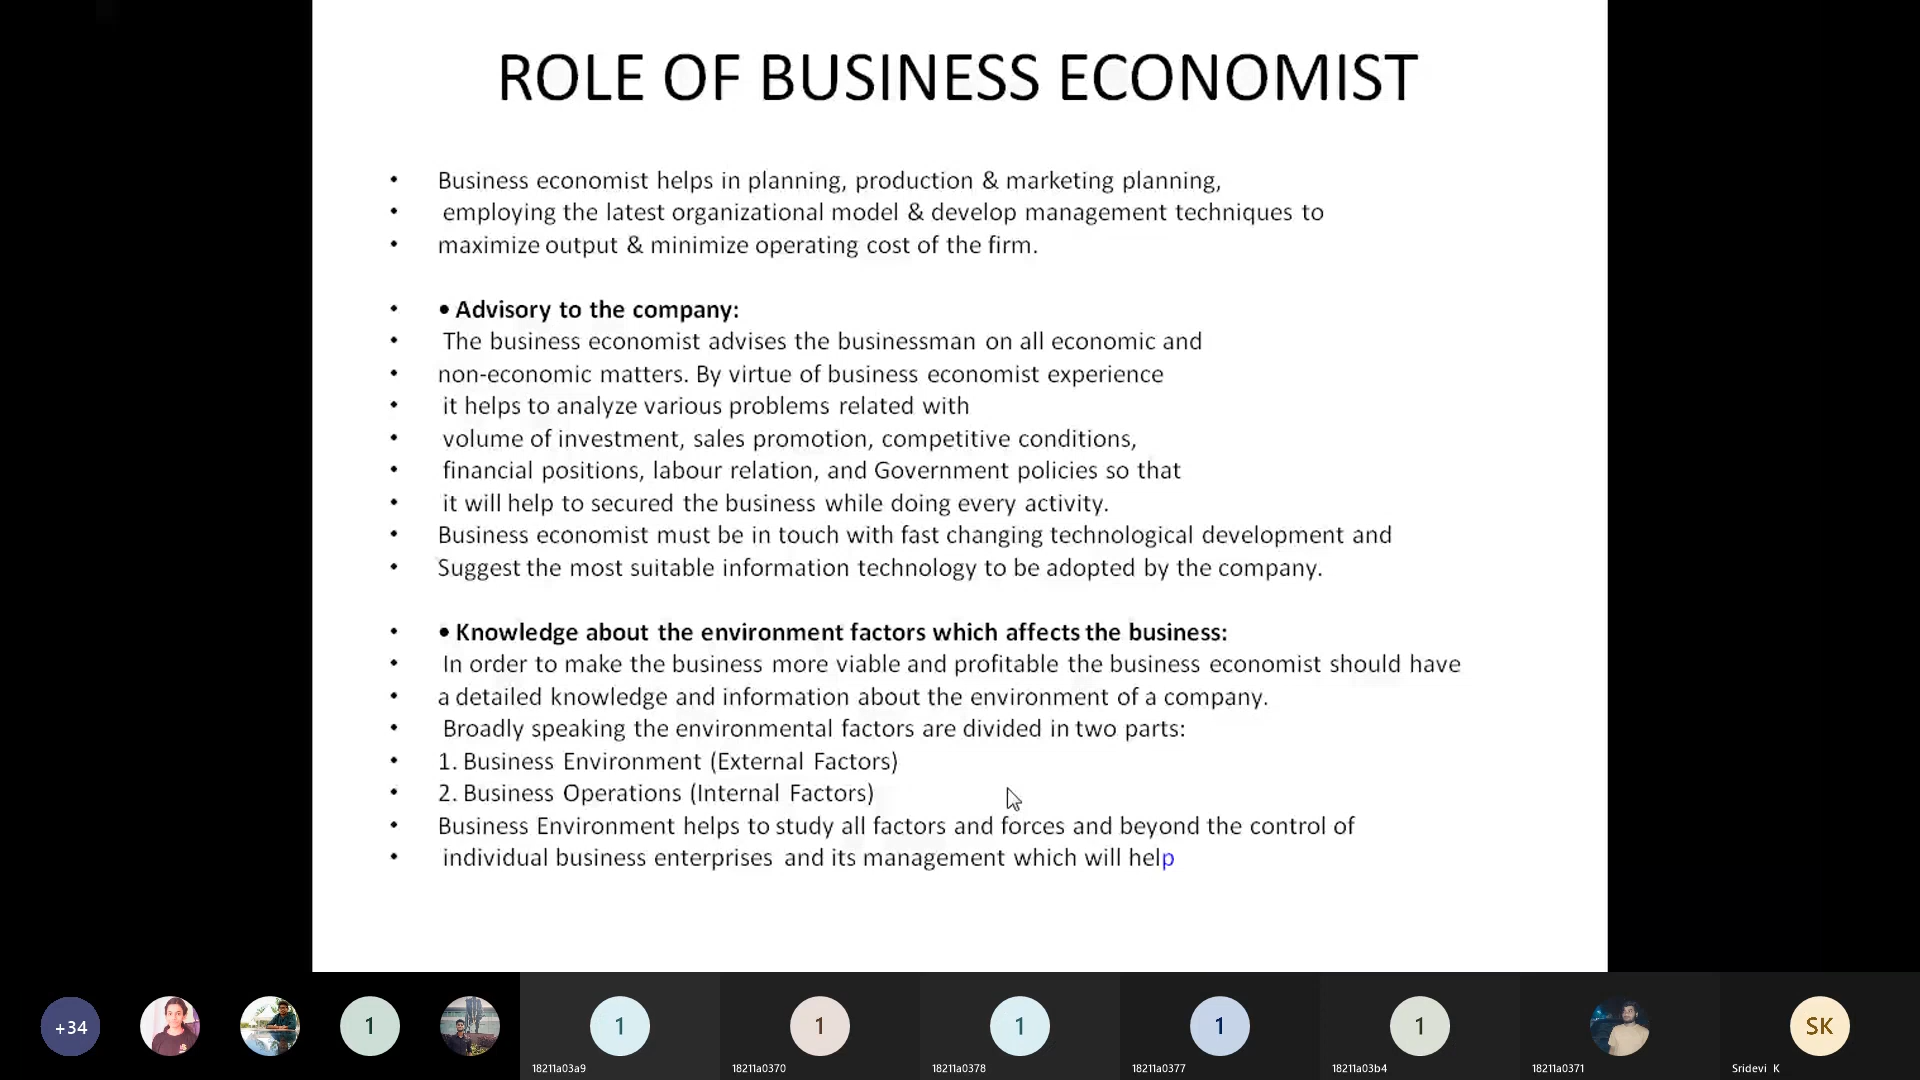 ROLE OF BUSINESS ECONOMIST
• Business economist helps in planning, production & marketing planning,
• employing the latest organizational model & develop management techniques to
• maximize output & minimize operating cost of the firm.
• • Advisory to the company:
• The business economist advises the businessman on all economic and
• non-economic matters. By virtue of business economist experience
• it helps to analyze various problems related with
• volume of investment, sales promotion, competitive conditions,
• financial positions, labour relation, and Government policies so that
• it will help to secured the business while doing every activity.
• Business economist must be in touch with fast changing technological development and
• Suggest the most suitable information technology to be adopted by the company.
• • Knowledge about the environment factors which affects the business:
• In order to make the business more viable and profitable the business economist should have
• a detailed knowledge and information about the environment of a company.
• Broadly speaking the environmental factors are divided in two parts:
• 1. Business Environment (External Factors)
• 2. Business Operations (Internal Factors)
• Business Environment helps to study all factors and forces and beyond the control of
• individual business enterprises and its management which will help
+34 1 1 1 1 1 1 SK
18211a03a9 18211a0370 18211a0378 18211a0377 18211a03b4 18211a0371 Sridevi K